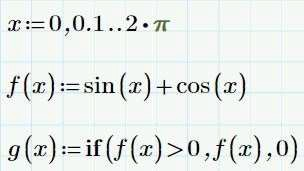 x:=0,0.1..2·π
f(x):=sin(x)+cos(x)
g(x):=if(f(x)>0,f(x),0)